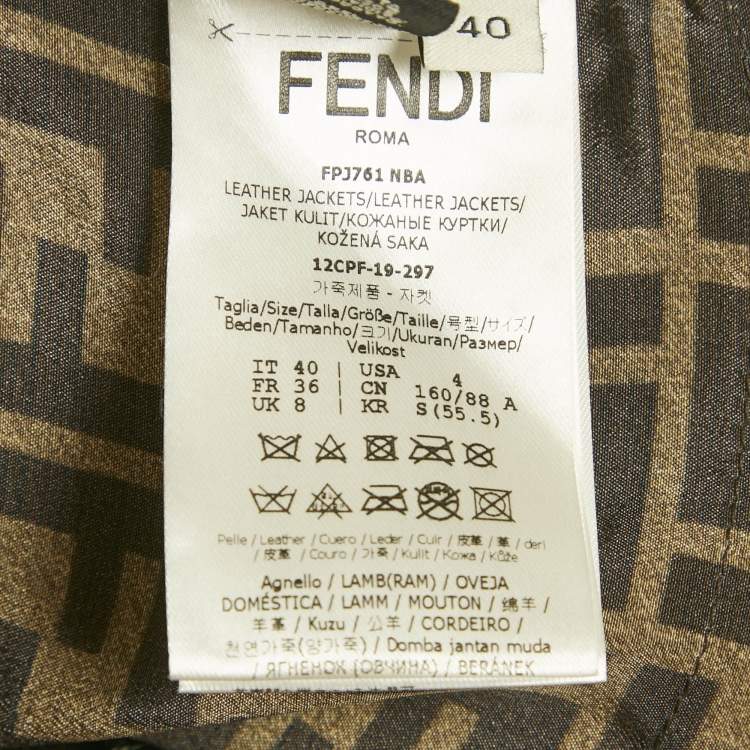 40
FENDI
ROMA
FPJ761 NBA
LEATHER JACKETS/LEATHER JACKETS/
JAKET KULIT/КОЖАНЫЕ КУРТКИ/
KOŽENÁ SAKA
12CPF-19-297
가죽제품 - 자켓
Taglia/Size/Talla/Größe/Taille/号型/サイズ/
Beden/Tamanho/크기/Ukuran/Размер/
Velikost
IT 40 | USA 4
FR 36 | CN 160/88 A
UK 8 | KR S(55.5)
Pelle / Leather / Cuero / Leder / Cuir / 皮革 / 革 / deri
/ 皮革 / Couro / 가죽 / Kulit / Кожа / Kůže
Agnello / LAMB(RAM) / OVEJA
DOMÉSTICA / LAMM / MOUTON / 绵羊 /
羊革 / Kuzu / 公羊 / CORDEIRO /
천연가죽(양가죽) / Domba jantan muda
/ ЯГНЕНОК (ОВЧИНА) / BERÁNEK